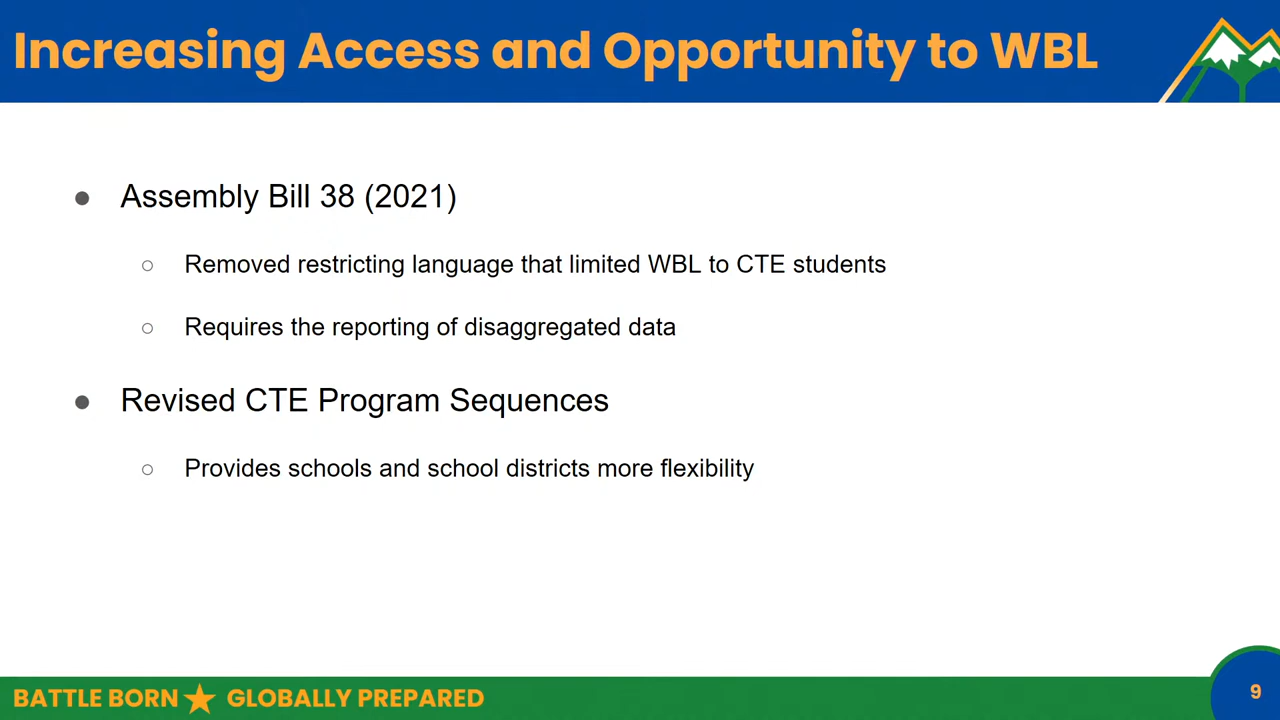 Increasing Access and Opportunity to WBL
● Assembly Bill 38 (2021)
○ Removed restricting language that limited WBL to CTE students
○ Requires the reporting of disaggregated data
● Revised CTE Program Sequences
○ Provides schools and school districts more flexibility
BATTLE BORN ★ GLOBALLY PREPARED
9